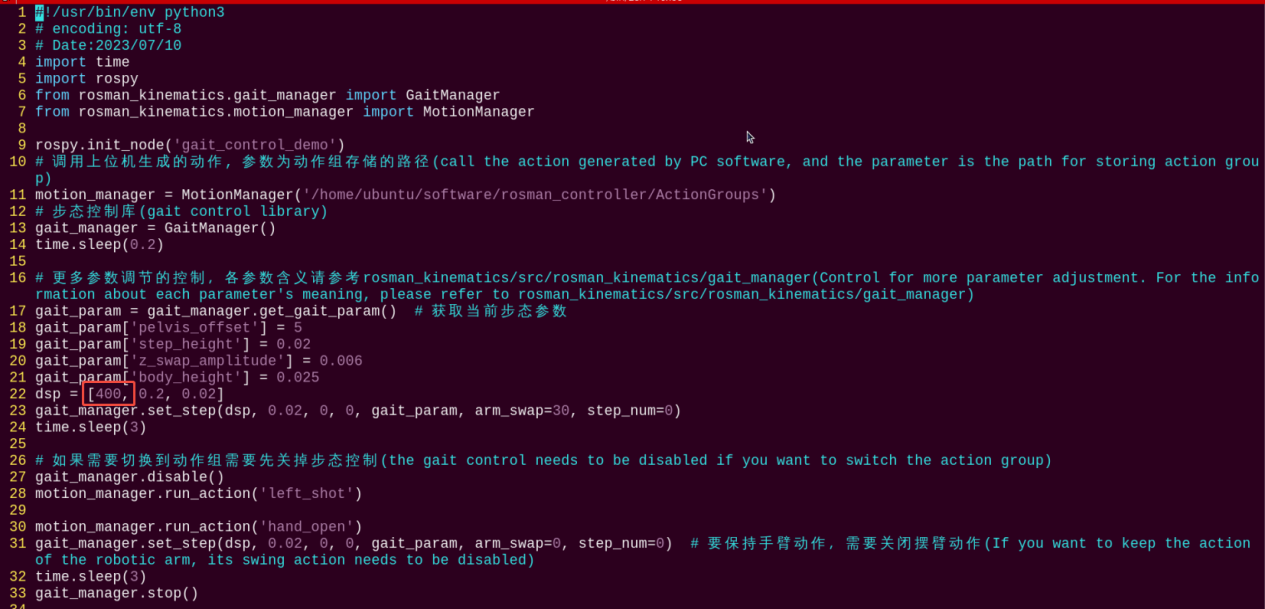 1 #!/usr/bin/env python3
2 # encoding: utf-8
3 # Date:2023/07/10
4 import time
5 import rospy
6 from rosman_kinematics.gait_manager import GaitManager
7 from rosman_kinematics.motion_manager import MotionManager
8
9 rospy.init_node('gait_control_demo')
10 # 调用上位机生成的动作, 参数为动作组存储的路径(call the action generated by PC software, and the parameter is the path for storing action grou
p)
11 motion_manager = MotionManager('/home/ubuntu/software/rosman_controller/ActionGroups')
12 # 步态控制库(gait control library)
13 gait_manager = GaitManager()
14 time.sleep(0.2)
15
16 # 更多参数调节的控制, 各参数含义请参考rosman_kinematics/src/rosman_kinematics/gait_manager(Control for more parameter adjustment. For the info
rmation about each parameter's meaning, please refer to rosman_kinematics/src/rosman_kinematics/gait_manager)
17 gait_param = gait_manager.get_gait_param()  # 获取当前步态参数
18 gait_param['pelvis_offset'] = 5
19 gait_param['step_height'] = 0.02
20 gait_param['z_swap_amplitude'] = 0.006
21 gait_param['body_height'] = 0.025
22 dsp = [400, 0.2, 0.02]
23 gait_manager.set_step(dsp, 0.02, 0, 0, gait_param, arm_swap=30, step_num=0)
24 time.sleep(3)
25
26 # 如果需要切换到动作组需要先关掉步态控制(the gait control needs to be disabled if you want to switch the action group)
27 gait_manager.disable()
28 motion_manager.run_action('left_shot')
29
30 motion_manager.run_action('hand_open')
31 gait_manager.set_step(dsp, 0.02, 0, 0, gait_param, arm_swap=0, step_num=0)  # 要保持手臂动作, 需要关闭摆臂动作(If you want to keep the action
of the robotic arm, its swing action needs to be disabled)
32 time.sleep(3)
33 gait_manager.stop()